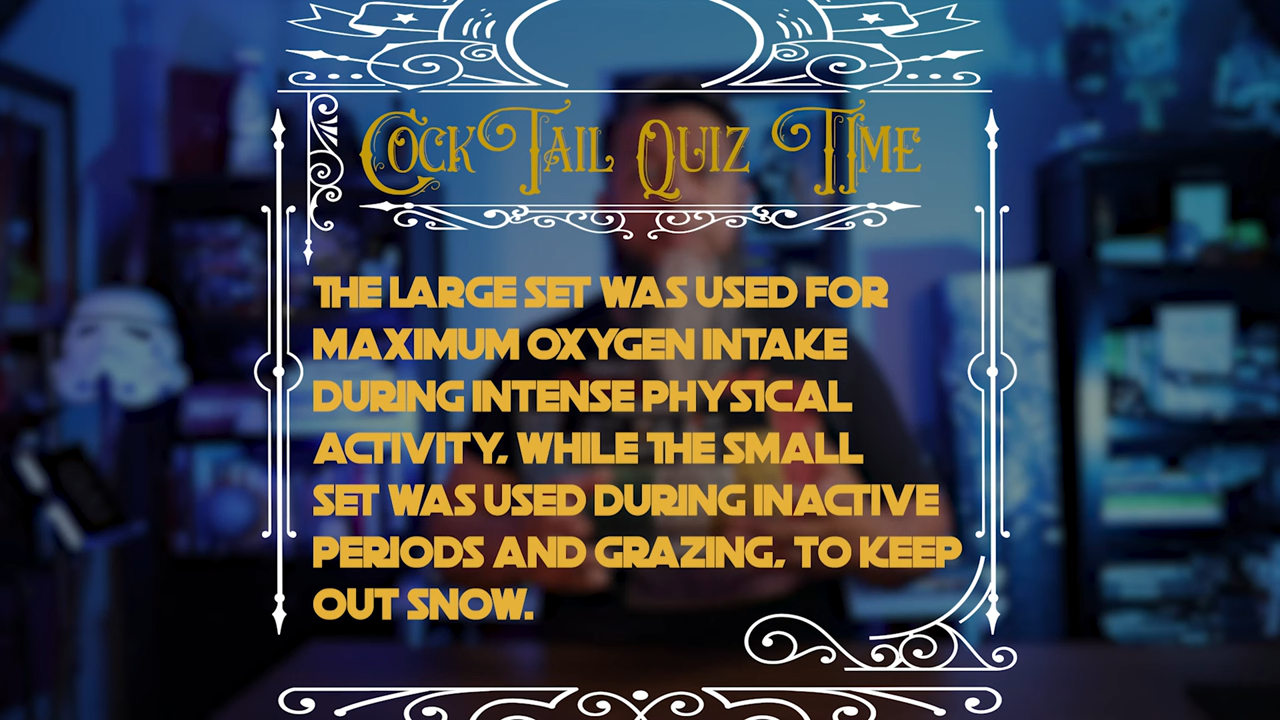 CockTail Quiz TIme
THE LARGE SET WAS USED FOR
MAXIMUM OXYGEN INTAKE
DURING INTENSE PHYSICAL
ACTIVITY, WHILE THE SMALL
SET WAS USED DURING INACTIVE
PERIODS AND GRAZING, TO KEEP
OUT SNOW.